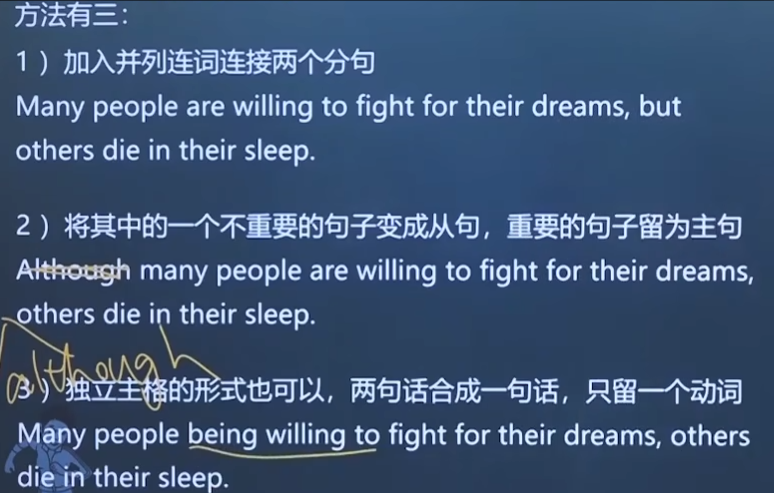 方法有三：
1 ）加入并列连词连接两个分句
Many people are willing to fight for their dreams, but
others die in their sleep.
2 ）将其中的一个不重要的句子变成从句，重要的句子留为主句
Although many people are willing to fight for their dreams,
others die in their sleep.
although
3 ）独立主格的形式也可以，两句话合成一句话，只留一个动词
Many people being willing to fight for their dreams, others
die in their sleep.